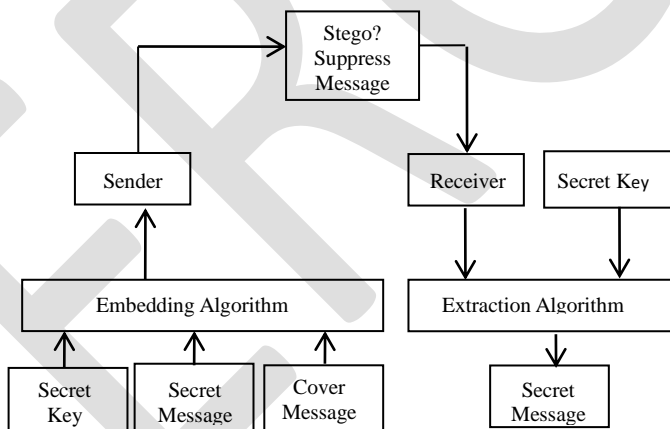 Stego?
Suppress
Message
Sender
Receiver
Secret Key
Embedding Algorithm
Extraction Algorithm
Secret
Key
Secret
Message
Cover
Message
Secret
Message